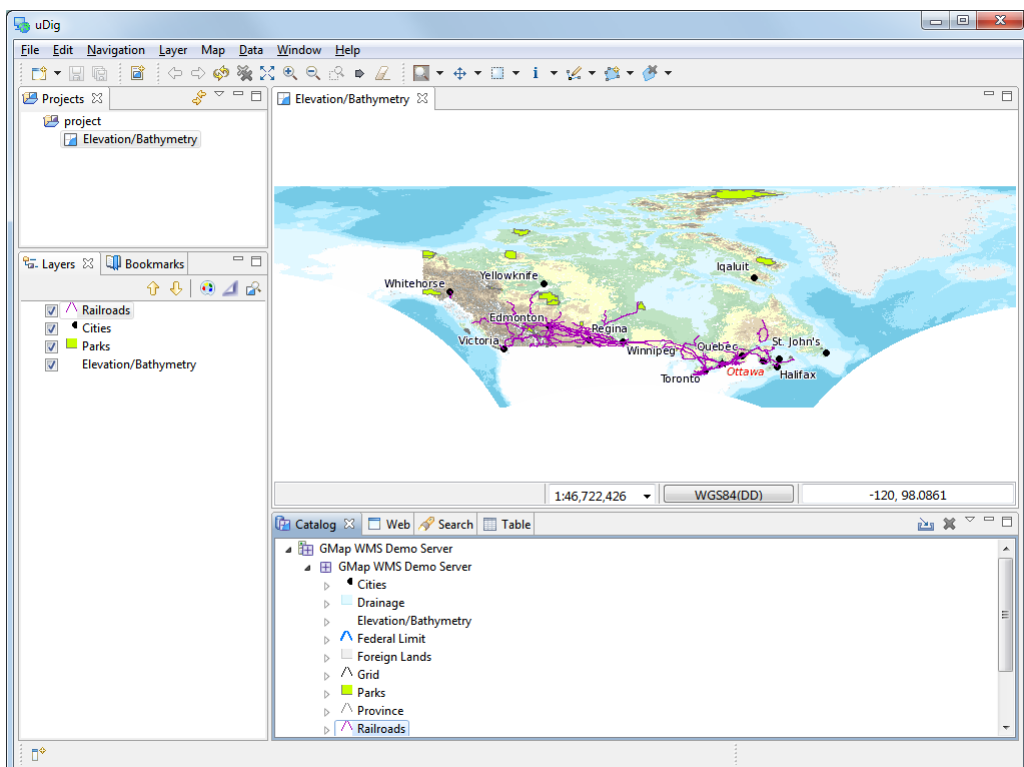 uDig
File Edit Navigation Layer Map Data Window Help
Projects
Elevation/Bathymetry
project
Elevation/Bathymetry
Layers Bookmarks
Railroads
Cities
Parks
Elevation/Bathymetry
Iqaluit
Yellowknife
Whitehorse
Edmonton
Regina
Victoria
Winnipeg
Quebec
St. John's
Toronto
Ottawa
Halifax
1:46,722,426 WGS84(DD) -120, 98.0861
Catalog Web Search Table
GMap WMS Demo Server
GMap WMS Demo Server
Cities
Drainage
Elevation/Bathymetry
Federal Limit
Foreign Lands
Grid
Parks
Province
Railroads